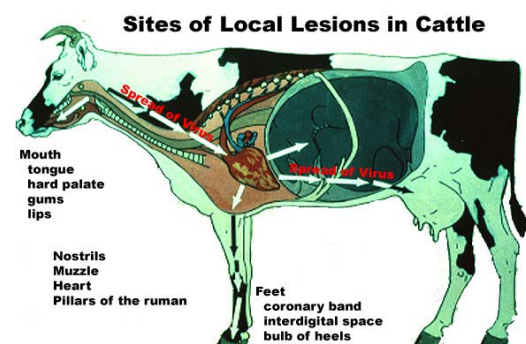 Sites of Local Lesions in Cattle
Spread of Virus
Spread of Virus
Mouth
tongue
hard palate
gums
lips
Nostrils
Muzzle
Heart
Pillars of the ruman
Feet
coronary band
interdigital space
bulb of heels